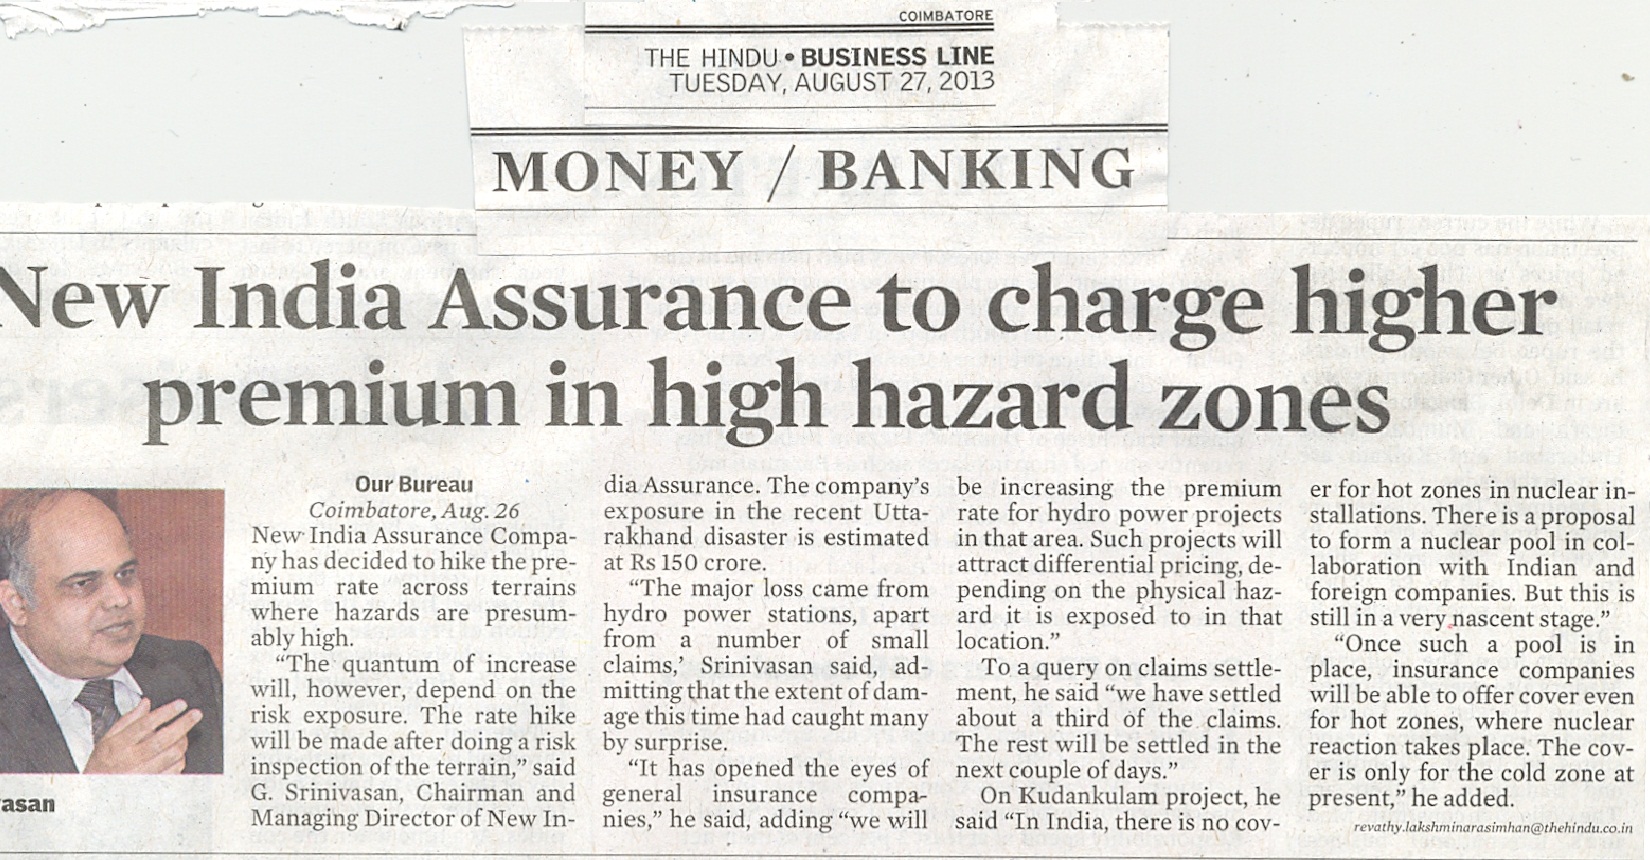 COIMBATORE
THE HINDU • BUSINESS LINE
TUESDAY, AUGUST 27, 2013
MONEY / BANKING
New India Assurance to charge higher
premium in high hazard zones
asan
Our Bureau
Coimbatore, Aug. 26
New India Assurance Compa-
ny has decided to hike the pre-
mium rate across terrains
where hazards are presum-
ably high.
“The quantum of increase
will, however, depend on the
risk exposure. The rate hike
will be made after doing a risk
inspection of the terrain,” said
G. Srinivasan, Chairman and
Managing Director of New In-
dia Assurance. The company’s
exposure in the recent Utta-
rakhand disaster is estimated
at Rs 150 crore.
“The major loss came from
hydro power stations, apart
from a number of small
claims,’ Srinivasan said, ad-
mitting that the extent of dam-
age this time had caught many
by surprise.
“It has opened the eyes of
general insurance compa-
nies,” he said, adding “we will
be increasing the premium
rate for hydro power projects
in that area. Such projects will
attract differential pricing, de-
pending on the physical haz-
ard it is exposed to in that
location.”
To a query on claims settle-
ment, he said “we have settled
about a third of the claims.
The rest will be settled in the
next couple of days.”
On Kudankulam project, he
said “In India, there is no cov-
er for hot zones in nuclear in-
stallations. There is a proposal
to form a nuclear pool in col-
laboration with Indian and
foreign companies. But this is
still in a very nascent stage.”
“Once such a pool is in
place, insurance companies
will be able to offer cover even
for hot zones, where nuclear
reaction takes place. The cov-
er is only for the cold zone at
present,” he added.
revathy.lakshminarasimhan@thehindu.co.in